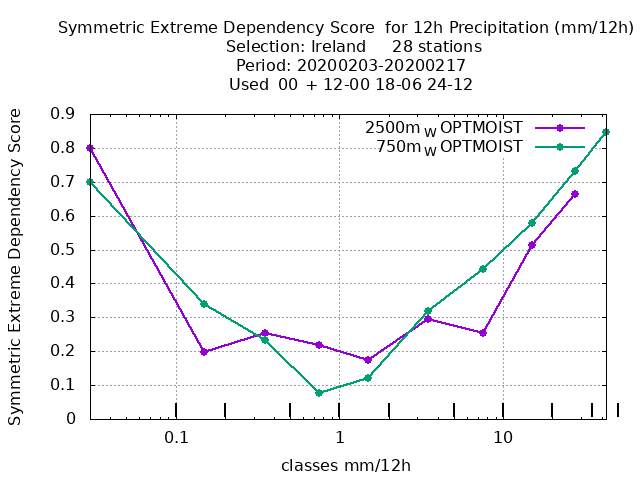 Symmetric Extreme Dependency Score  for 12h Precipitation (mm/12h)
Selection: Ireland     28 stations
Period: 20200203-20200217
Used  00  + 12-00 18-06 24-12
Symmetric Extreme Dependency Score
0.9
0.8
0.7
0.6
0.5
0.4
0.3
0.2
0.1
0
2500m W OPTMOIST
750m W OPTMOIST
0.1 1 10
classes mm/12h